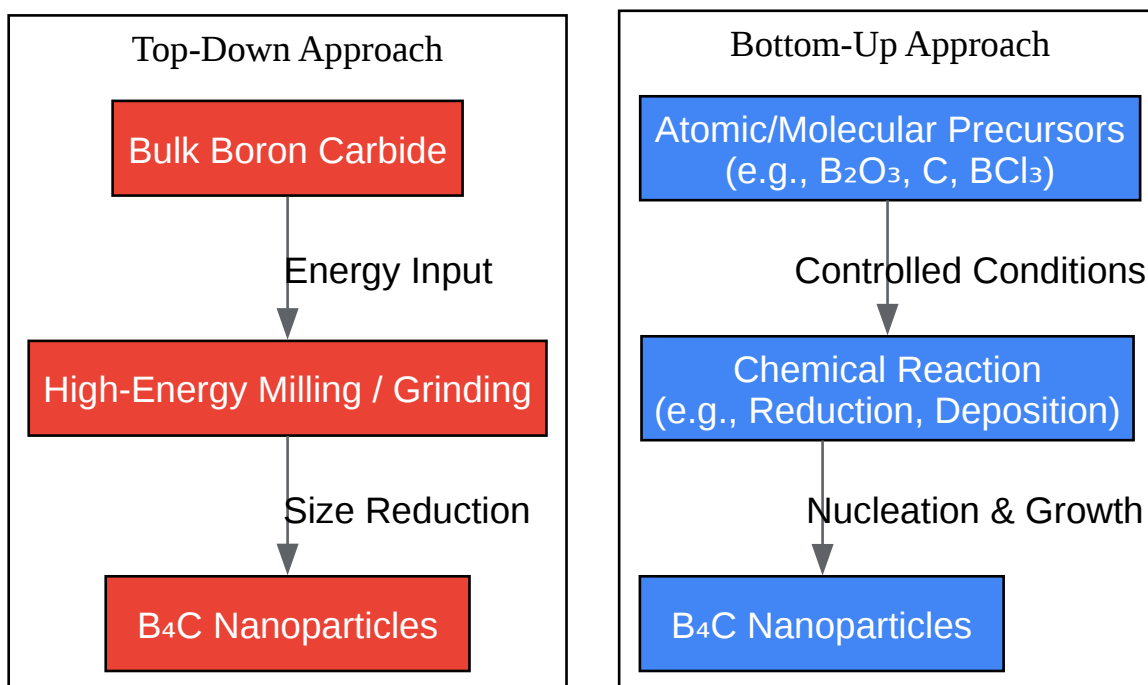 Top-Down Approach
Bulk Boron Carbide
Energy Input
High-Energy Milling / Grinding
Size Reduction
B₄C Nanoparticles
Bottom-Up Approach
Atomic/Molecular Precursors
(e.g., B₂O₃, C, BCl₃)
Controlled Conditions
Chemical Reaction
(e.g., Reduction, Deposition)
Nucleation & Growth
B₄C Nanoparticles